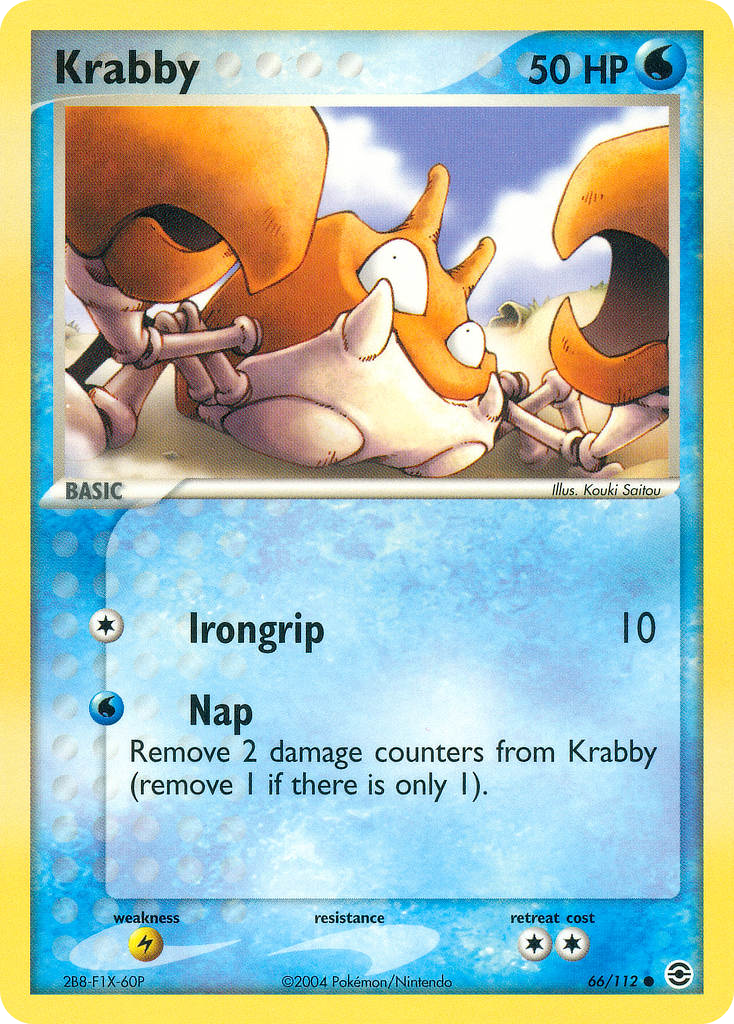 Krabby
50 HP
BASIC
Illus. Kouki Saitou
Irongrip 10
Nap
Remove 2 damage counters from Krabby
(remove 1 if there is only 1).
weakness resistance retreat cost
2B8-F1X-60P ©2004 Pokémon/Nintendo 66/112